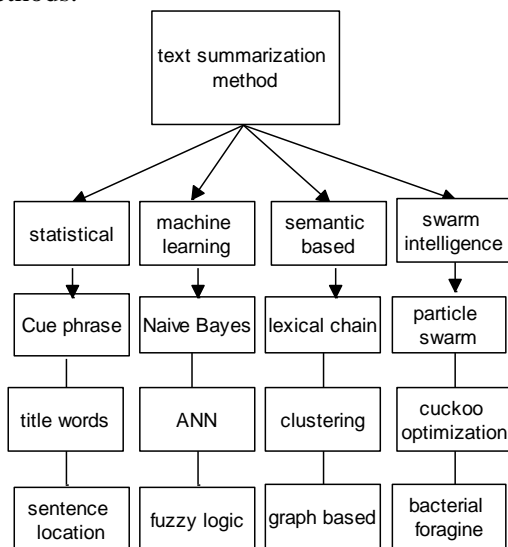 text summarization
method
statistical
machine
learning
semantic
based
swarm
intelligence
Cue phrase
Naive Bayes
lexical chain
particle
swarm
title words
ANN
clustering
cuckoo
optimization
sentence
location
fuzzy logic
graph based
bacterial
foragine